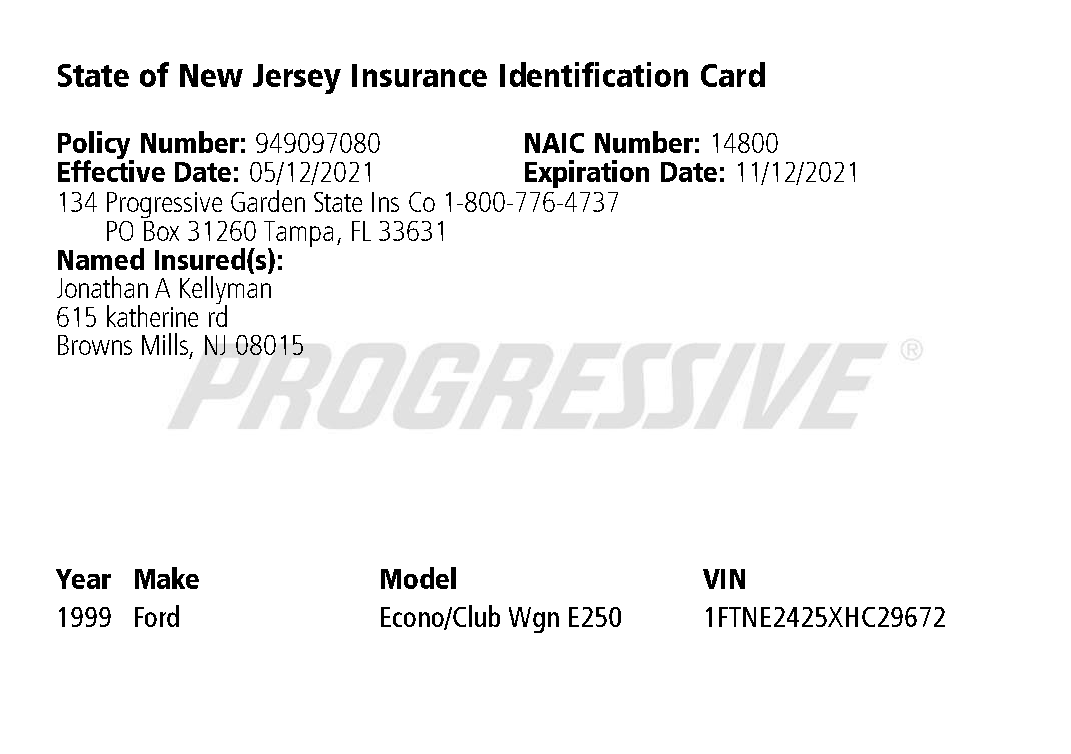 State of New Jersey Insurance Identification Card
Policy Number: 949097080 NAIC Number: 14800
Effective Date: 05/12/2021 Expiration Date: 11/12/2021
134 Progressive Garden State Ins Co 1-800-776-4737
PO Box 31260 Tampa, FL 33631
Named Insured(s):
Jonathan A Kellyman
615 katherine rd
Browns Mills, NJ 08015
PROGRESSIVE ®
Year Make Model VIN
1999 Ford Econo/Club Wgn E250 1FTNE2425XHC29672